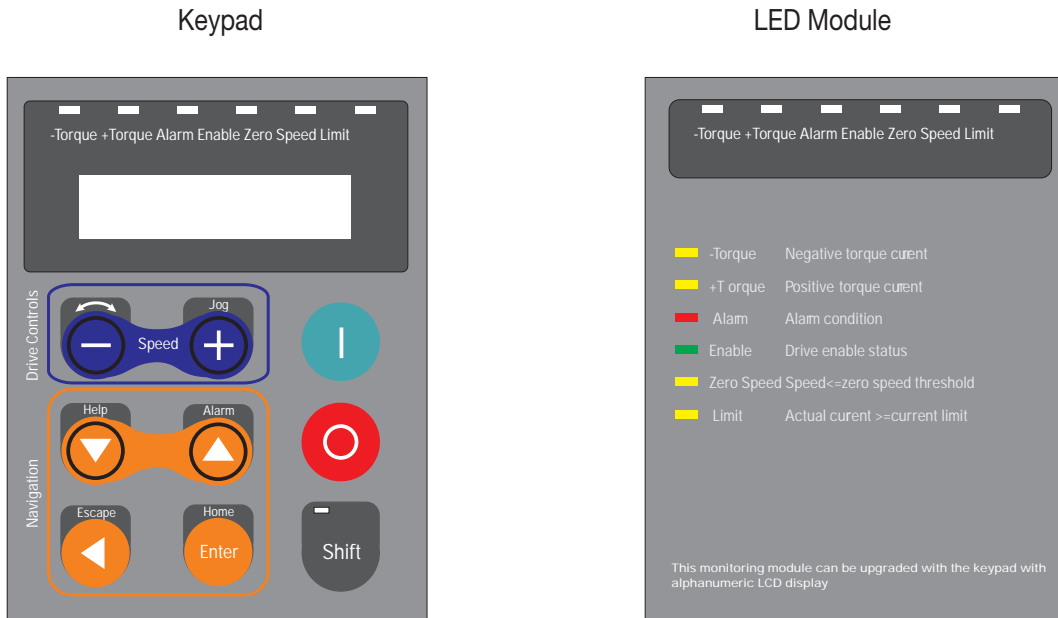 Keypad
LED Module
-Torque +Torque Alarm Enable Zero Speed Limit
Drive Controls
Jog
Speed
Navigation
Help
Alarm
Escape
Home
Enter
Shift
-Torque +Torque Alarm Enable Zero Speed Limit
-Torque Negative torque current
+T orque Positive torque current
Alarm Alarm condition
Enable Drive enable status
Zero Speed Speed<=zero speed threshold
Limit Actual current >=current limit
This monitoring module can be upgraded with the keypad with
alphanumeric LCD display